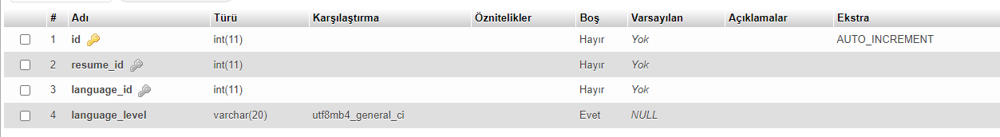 # Adı Türü Karşılaştırma Öznitelikler Boş Varsayılan Açıklamalar Ekstra
1 id int(11) Hayır Yok AUTO_INCREMENT
2 resume_id int(11) Hayır Yok
3 language_id int(11) Hayır Yok
4 language_level varchar(20) utf8mb4_general_ci Evet NULL